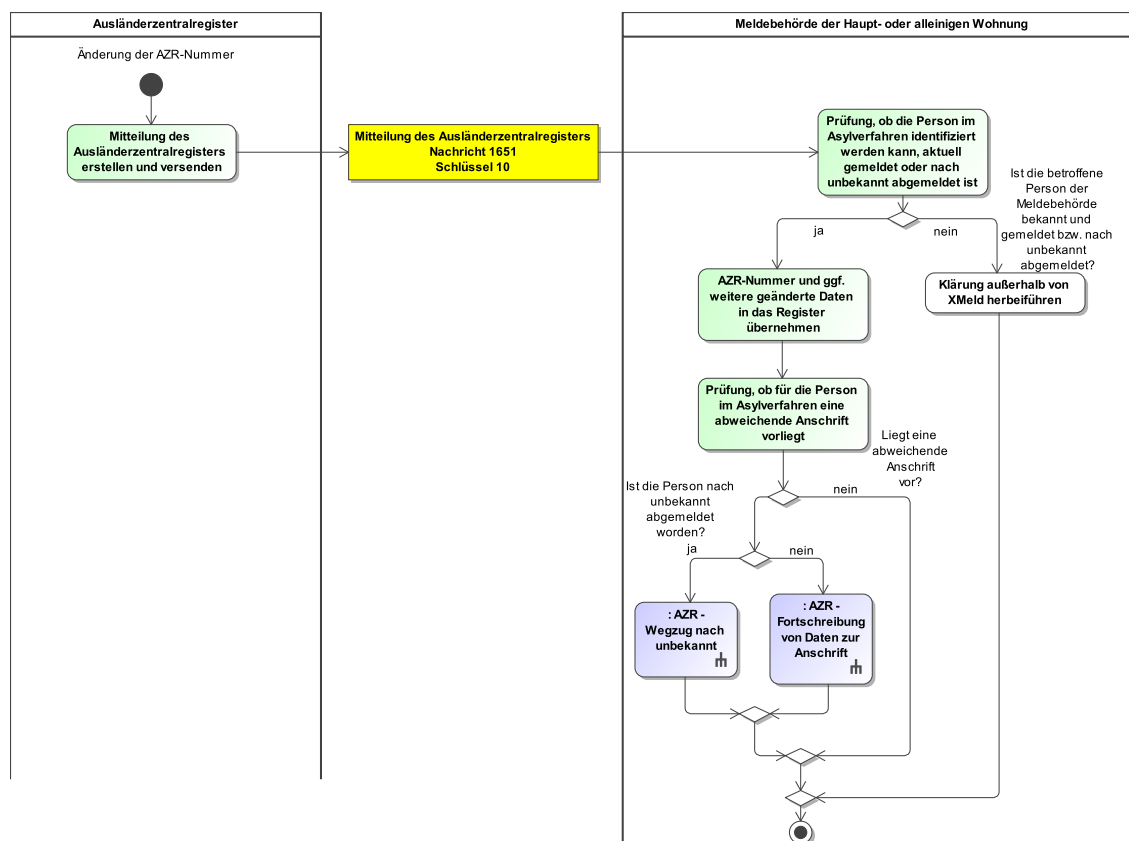 Ausländerzentralregister
Meldebehörde der Haupt- oder alleinigen Wohnung
Änderung der AZR-Nummer
Mitteilung des
Ausländerzentralregisters
erstellen und versenden
Mitteilung des Ausländerzentralregisters
Nachricht 1651
Schlüssel 10
Prüfung, ob die Person im
Asylverfahren identifiziert
werden kann, aktuell
gemeldet oder nach
unbekannt abgemeldet ist
Ist die betroffene
Person der
Meldebehörde
bekannt und
gemeldet bzw. nach
unbekannt
abgemeldet?
ja
nein
AZR-Nummer und ggf.
weitere geänderte Daten
in das Register
übernehmen
Klärung außerhalb von
XMeld herbeiführen
Prüfung, ob für die Person
im Asylverfahren eine
abweichende Anschrift
vorliegt
Liegt eine
abweichende
Anschrift
vor?
nein
Ist die Person nach
unbekannt
abgemeldet
worden?
ja
nein
: AZR -
Wegzug nach
unbekannt
: AZR -
Fortschreibung
von Daten zur
Anschrift